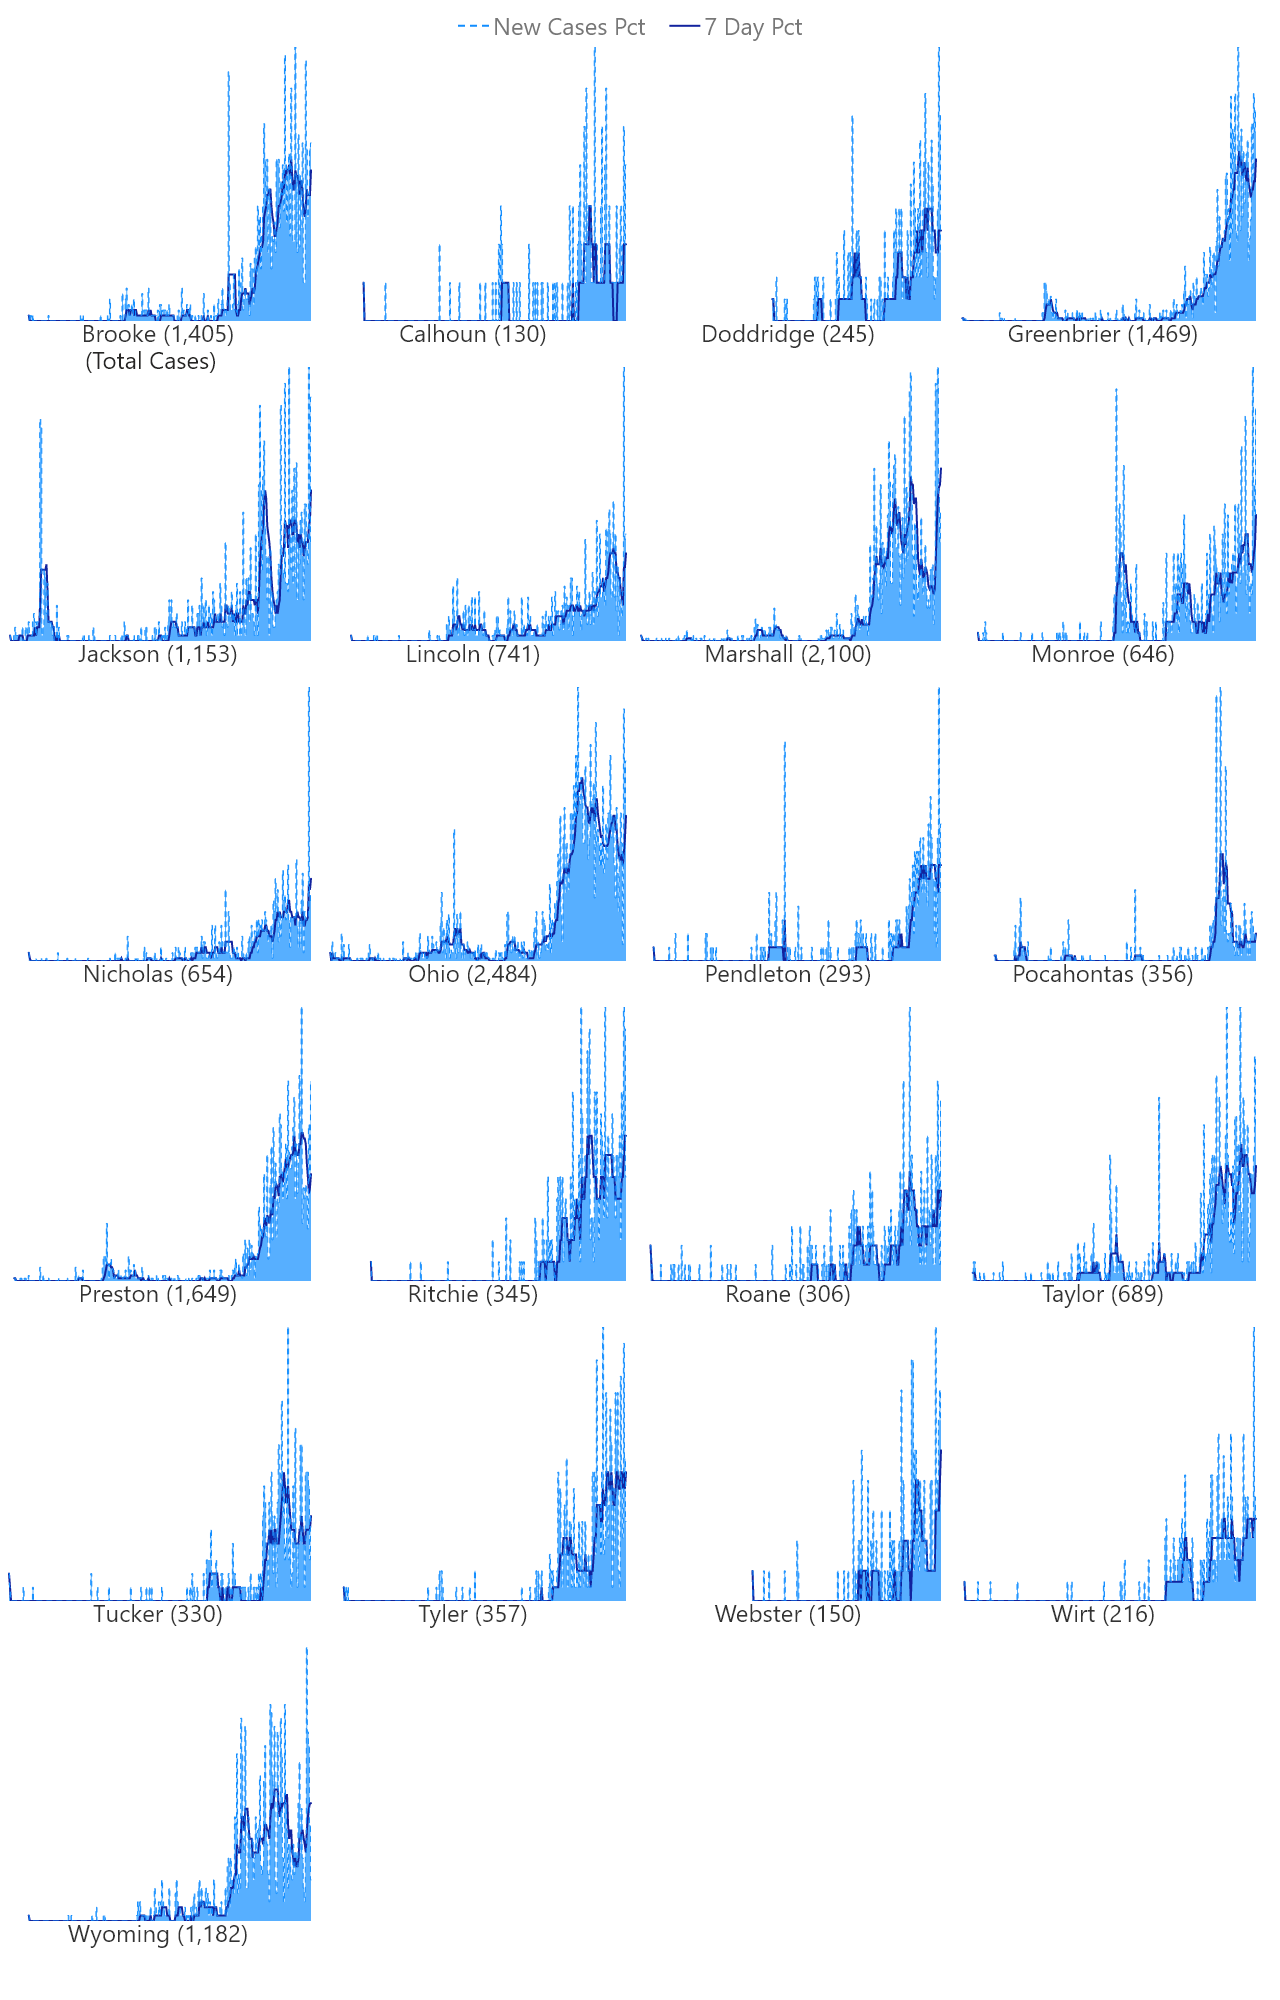 New Cases Pct 7 Day Pct
Brooke (1,405) Calhoun (130) Doddridge (245) Greenbrier (1,469)
(Total Cases)
Jackson (1,153) Lincoln (741) Marshall (2,100) Monroe (646)
Nicholas (654) Ohio (2,484) Pendleton (293) Pocahontas (356)
Preston (1,649) Ritchie (345) Roane (306) Taylor (689)
Tucker (330) Tyler (357) Webster (150) Wirt (216)
Wyoming (1,182)